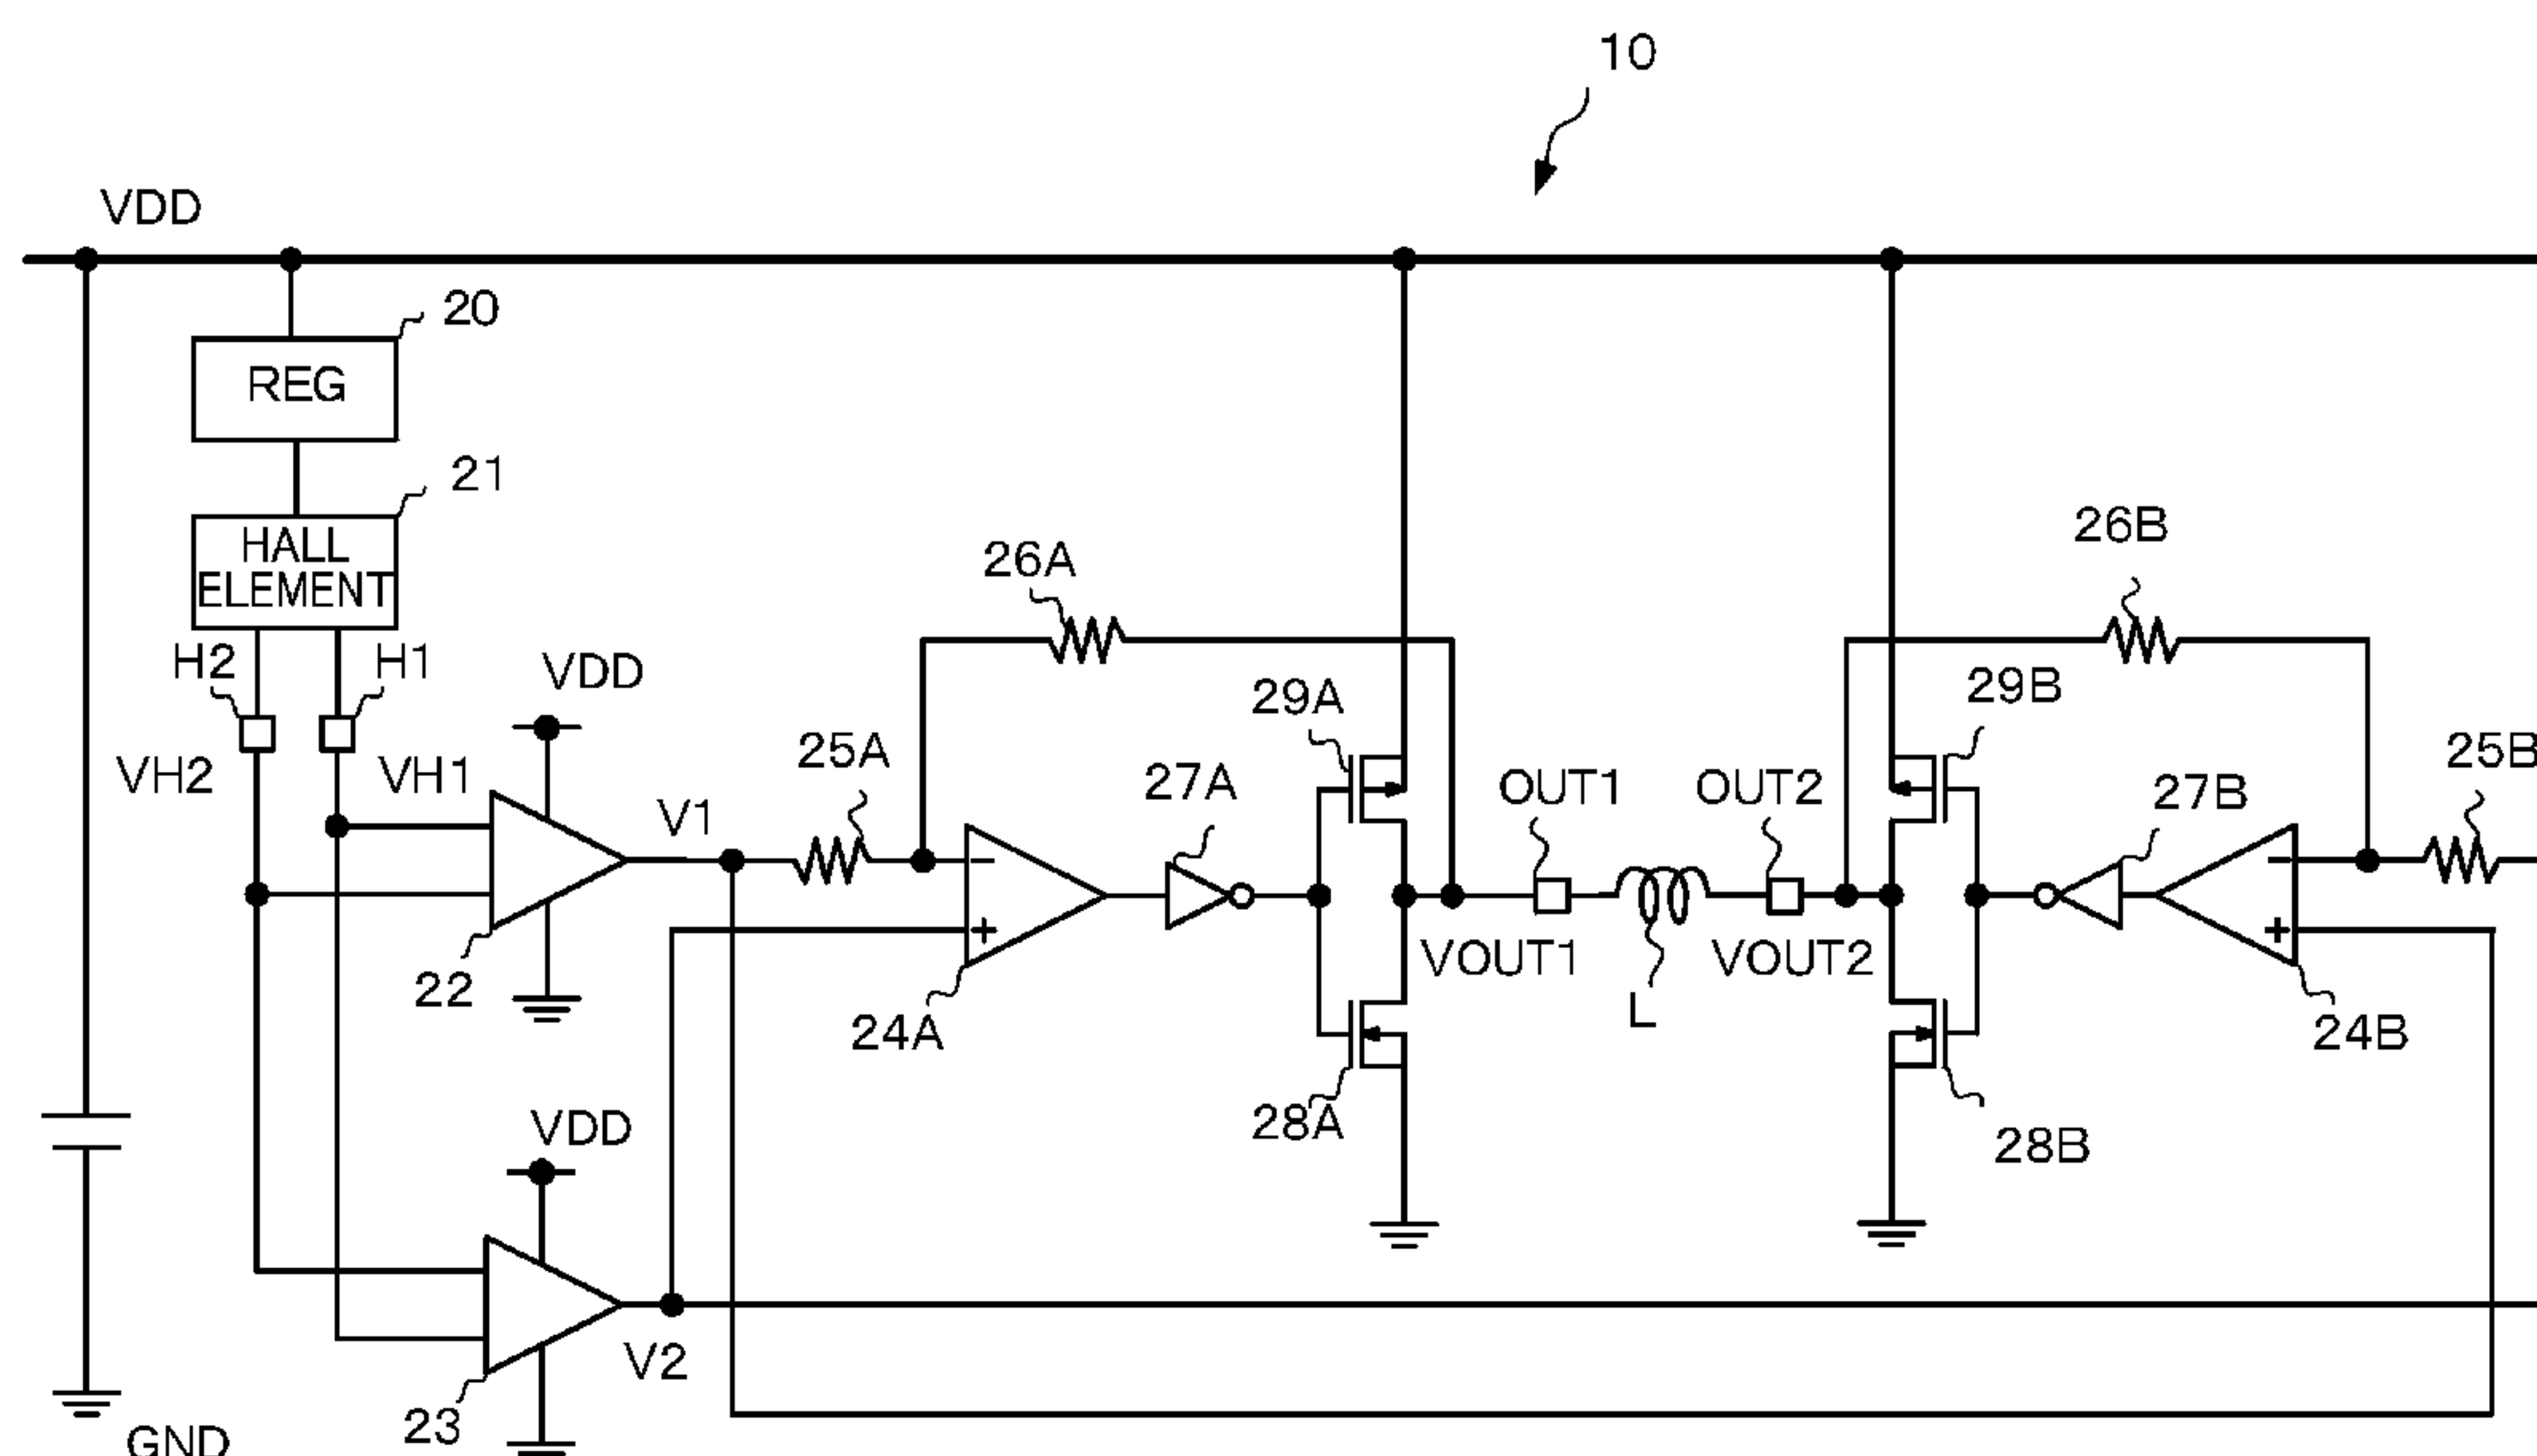 10
VDD
20
REG
21
HALL
ELEMENT
H2
H1
VDD
VH2
VH1
22
V1
25A
26A
24A
27A
29A
28A
OUT1
VOUT1
L
OUT2
VOUT2
26B
29B
27B
25B
24B
28B
VDD
23
V2
GND
-
+
-
+